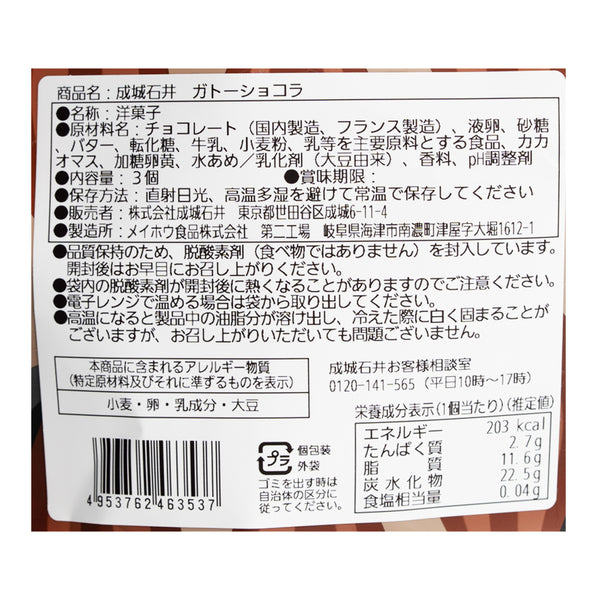 商品名：成城石井　ガトーショコラ
●名称：洋菓子
●原材料名：チョコレート（国内製造、フランス製造）、液卵、砂糖
、バター、転化糖、牛乳、小麦粉、乳等を主要原料とする食品、カカ
オマス、加糖卵黄、水あめ／乳化剤（大豆由来）、香料、pH調整剤
●内容量：3個　●賞味期限：
●保存方法：直射日光、高温多湿を避けて常温で保存してください
●販売者：株式会社成城石井　東京都世田谷区成城6-11-4
●製造所：メイホウ食品株式会社　第二工場　岐阜県海津市南濃町津屋字大堀1612-1
●品質保持のため、脱酸素剤（食べ物ではありません）を封入しています。
開封後はお早目にお召し上がりください。
●袋内の脱酸素剤が開封後に熱くなることがありますのでご注意ください。
●電子レンジで温める場合は袋から取り出してください。
●高温になると製品中の油脂分が溶け出し、冷えた際に白く固まることが
ございますが、お召し上がりいただいても問題ございません。
本商品に含まれるアレルギー物質
（特定原材料及びそれに準ずるものを表示）
小麦・卵・乳成分・大豆
成城石井お客様相談室
0120-141-565（平日10時～17時）
栄養成分表示（1個当たり）（推定値）
エネルギー　203 kcal
たんぱく質　2.7g
脂質　11.6g
炭水化物　22.5g
食塩相当量　0.04g
プラ
個包装
外袋
ゴミを出す時は
自治体の区分に
従ってください。
4953762463537